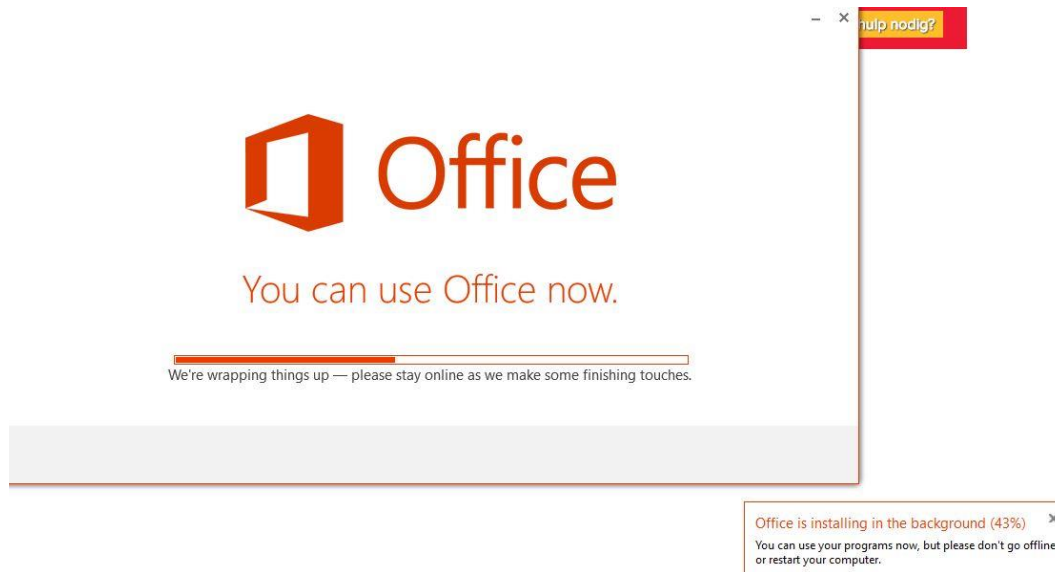 hulp nodig?
Office
You can use Office now.
We're wrapping things up — please stay online as we make some finishing touches.
Office is installing in the background (43%)
You can use your programs now, but please don't go offline
or restart your computer.